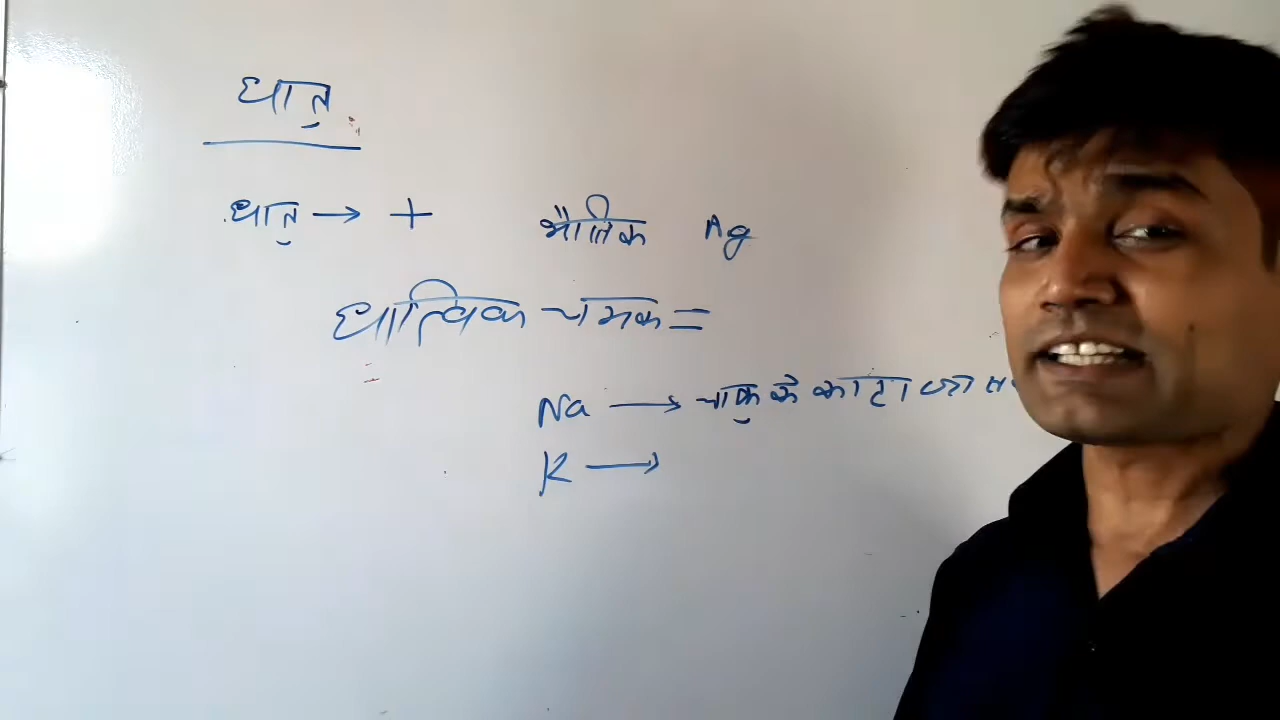 धातु
धातु → + भौतिक Ag
धात्विक चमक =
Na → चाकु के काटा जा
K →